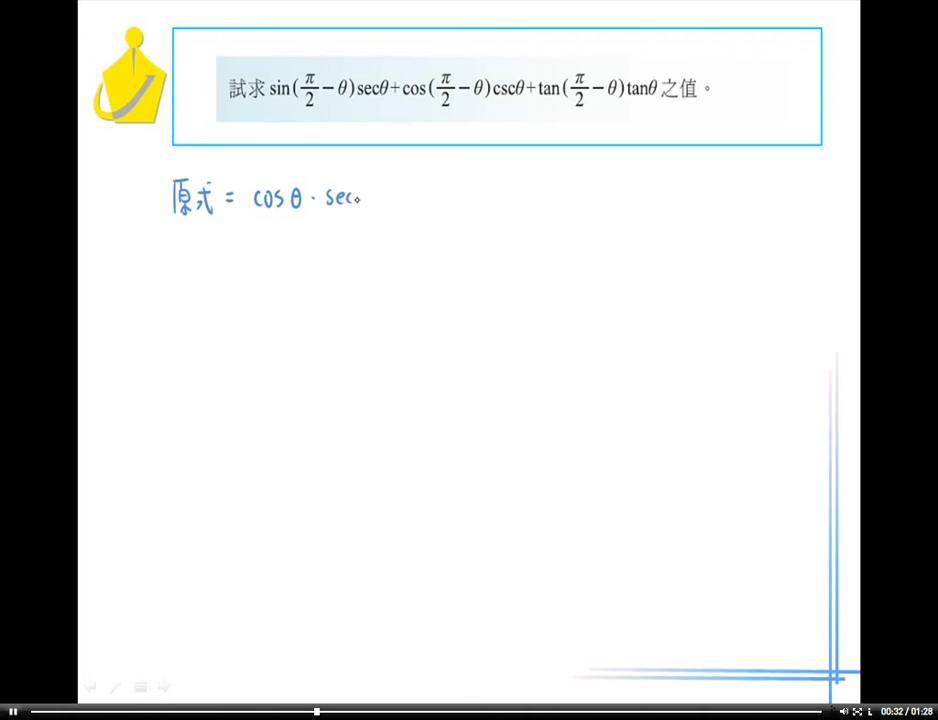 試求 sin(π/2－θ)secθ+cos(π/2－θ)cscθ+tan(π/2－θ)tanθ 之值。
原式 = cosθ · sec
00:32 / 01:28